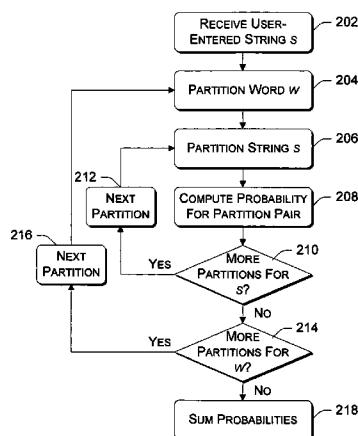 202
RECEIVE USER-
ENTERED STRING S
204
PARTITION WORD W
206
PARTITION STRING S
212
NEXT
PARTITION
208
COMPUTE PROBABILITY
FOR PARTITION PAIR
216
NEXT
PARTITION
210
YES
MORE
PARTITIONS FOR
S?
NO
214
YES
MORE
PARTITIONS FOR
W?
NO
SUM PROBABILITIES
218